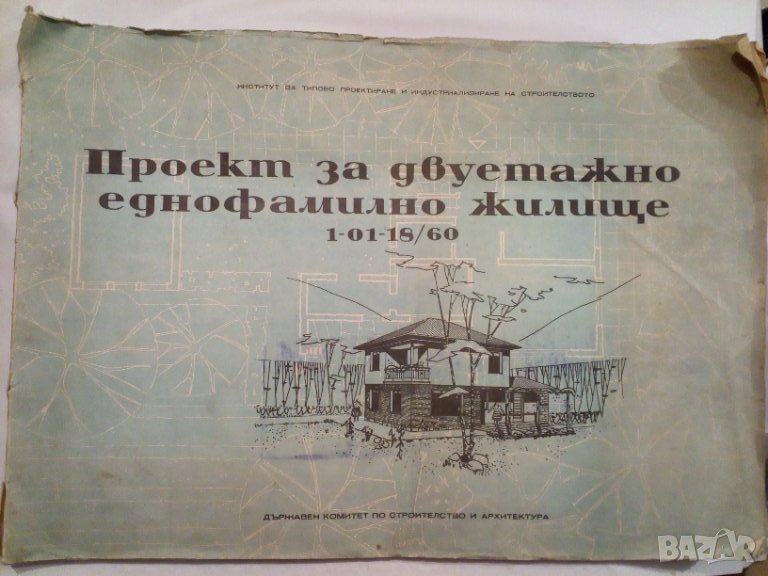 ИНСТИТУТ ЗА ТИПОВО ПРОЕКТИРАНЕ И ИНДУСТРИАЛИЗИРАНЕ НА СТРОИТЕЛСТВОТО
Проект за двуетажно
еднофамилно жилище
1-01-18/60
ДЪРЖАВЕН КОМИТЕТ ПО СТРОИТЕЛСТВО И АРХИТЕКТУРА
BAZAR